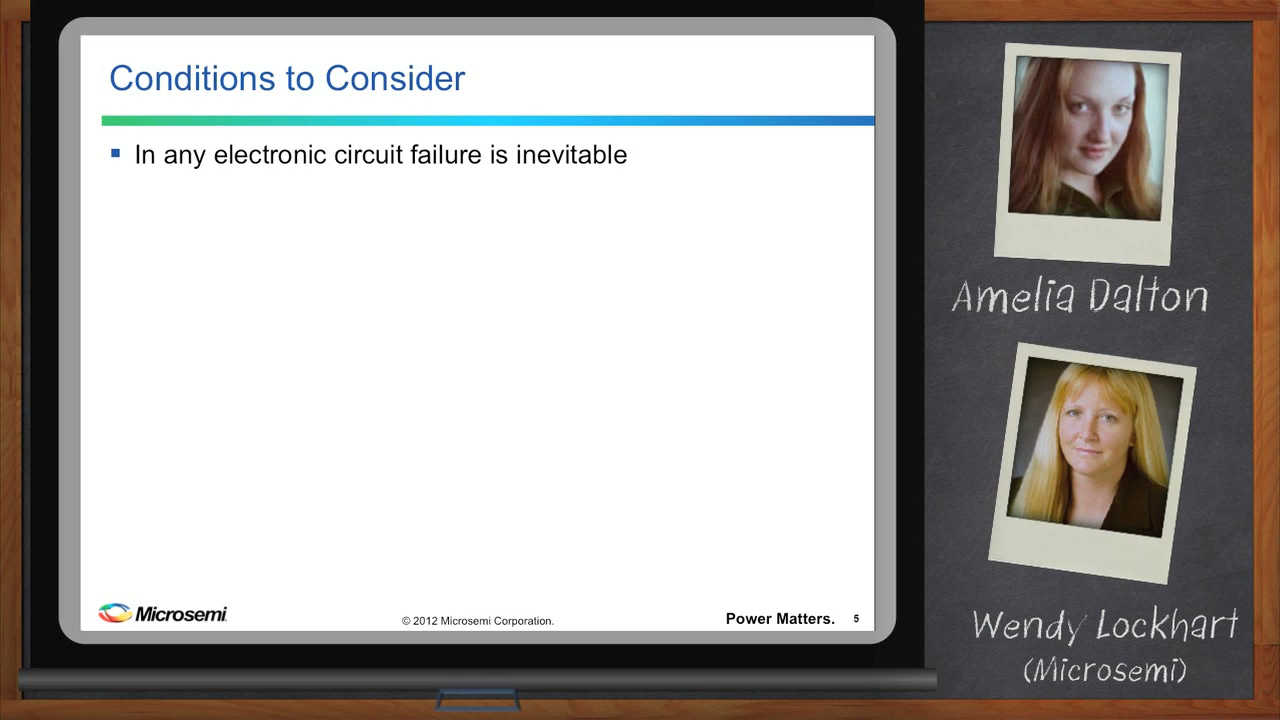 Conditions to Consider
In any electronic circuit failure is inevitable
Microsemi
© 2012 Microsemi Corporation.
Power Matters.
5
Amelia Dalton
Wendy Lockhart
(Microsemi)